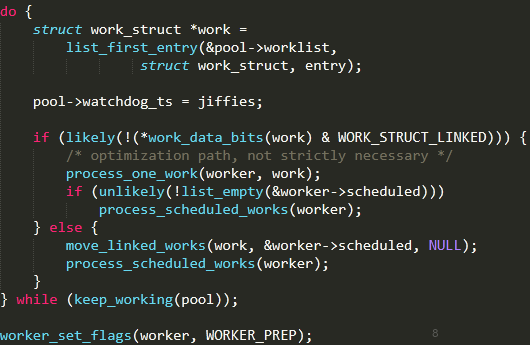 do {
struct work_struct *work =
list_first_entry(&pool->worklist,
struct work_struct, entry);
pool->watchdog_ts = jiffies;
if (likely(!(*work_data_bits(work) & WORK_STRUCT_LINKED))) {
/* optimization path, not strictly necessary */
process_one_work(worker, work);
if (unlikely(!list_empty(&worker->scheduled)))
process_scheduled_works(worker);
} else {
move_linked_works(work, &worker->scheduled, NULL);
process_scheduled_works(worker);
}
} while (keep_working(pool));
worker_set_flags(worker, WORKER_PREP);
8